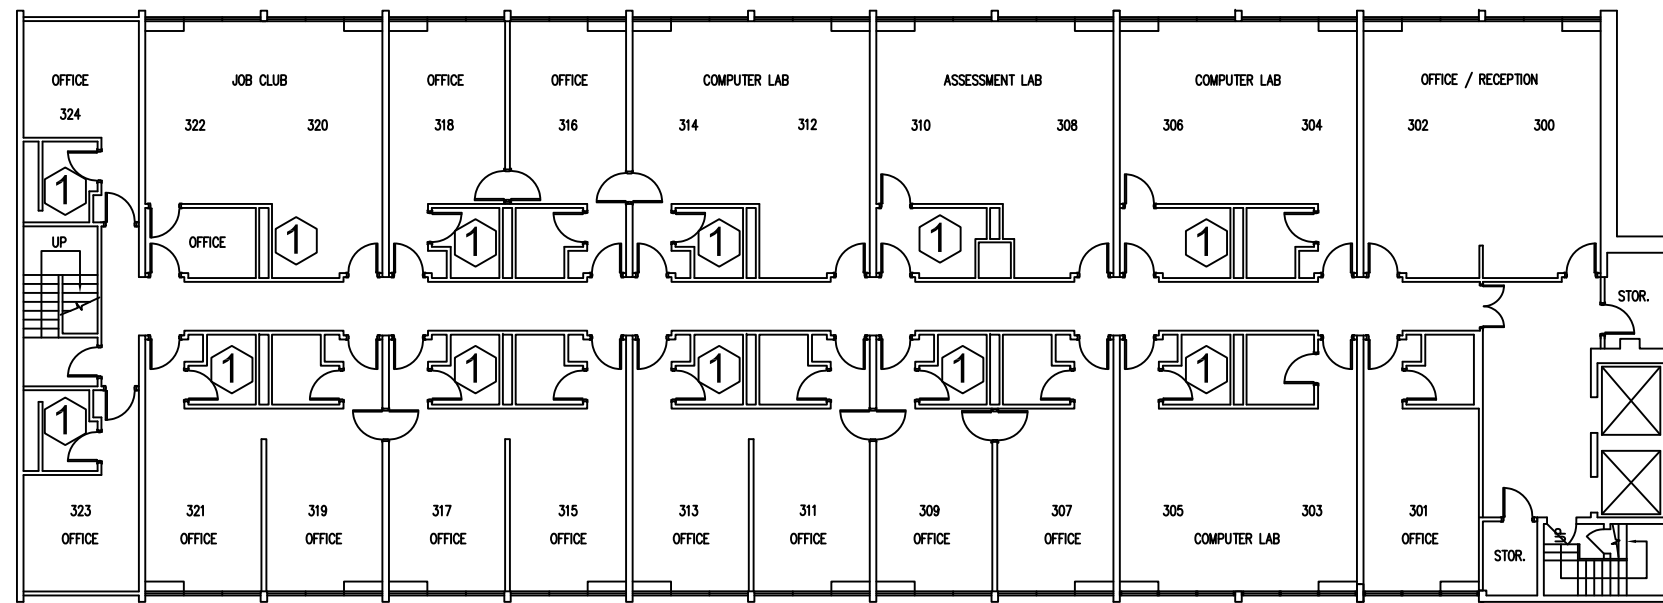 OFFICE
324
JOB CLUB
322 320
OFFICE
318
OFFICE
316
COMPUTER LAB
314 312
ASSESSMENT LAB
310 308
COMPUTER LAB
306 304
OFFICE / RECEPTION
302 300
1
UP
OFFICE
1
1
1
1
1
STOR.
1
1
1
1
1
1
323
OFFICE
321
OFFICE
319
OFFICE
317
OFFICE
315
OFFICE
313
OFFICE
311
OFFICE
309
OFFICE
307
OFFICE
305 303
COMPUTER LAB
301
OFFICE
STOR.
UP